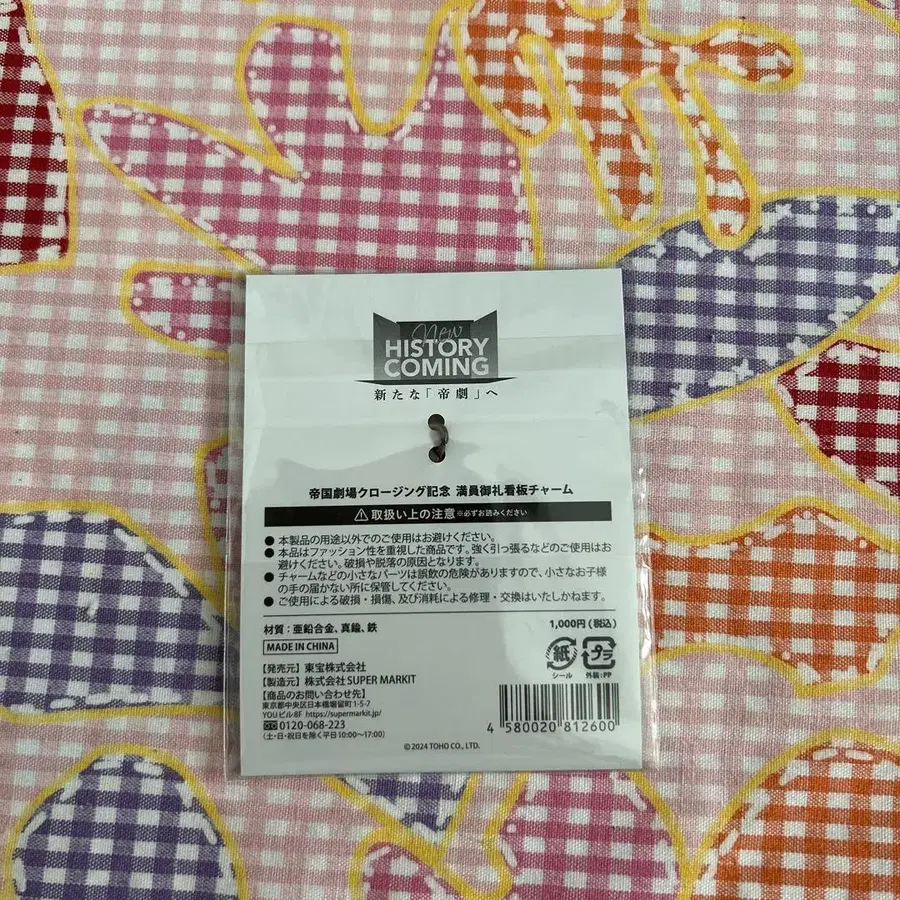 New
HISTORY
COMING
新たな「帝劇」へ
帝国劇場クロージング記念 満員御礼看板チャーム
⚠取扱い上の注意 ※必ずお読みください
● 本製品の用途以外でのご使用はお避けください。
● 本品はファッション性を重視した商品です。強く引っ張るなどのご使用はお
避けください。破損や脱落の原因となります。
● チャームなどの小さなパーツは誤飲の危険がありますので、小さなお子様
の手の届かない所に保管してください。
● ご使用による破損・損傷、及び消耗による修理・交換はいたしかねます。
材質：亜鉛合金、真鍮、鉄
1,000円(税込)
MADE IN CHINA
紙
シール
プラ
外装:PP
【発売元】東宝株式会社
【製造元】株式会社 SUPER MARKIT
【商品のお問い合わせ先】
東京都中央区日本橋堀留町1-5-7
YOUビル8F https://supermarkit.jp/
0120-068-223
(土・日・祝日を除く平日10:00～17:00)
4 580020 812600
©2024 TOHO CO., LTD.